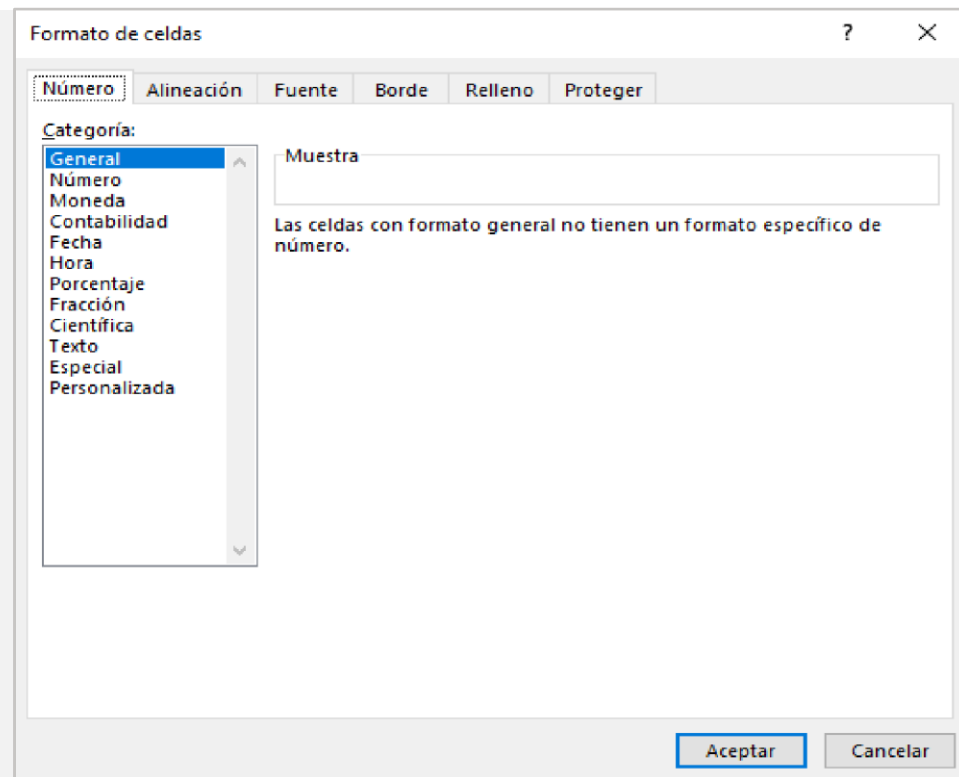 Formato de celdas ? ×
Número Alineación Fuente Borde Relleno Proteger
Categoría:
General
Número
Moneda
Contabilidad
Fecha
Hora
Porcentaje
Fracción
Científica
Texto
Especial
Personalizada
Muestra
Las celdas con formato general no tienen un formato específico de
número.
Aceptar Cancelar